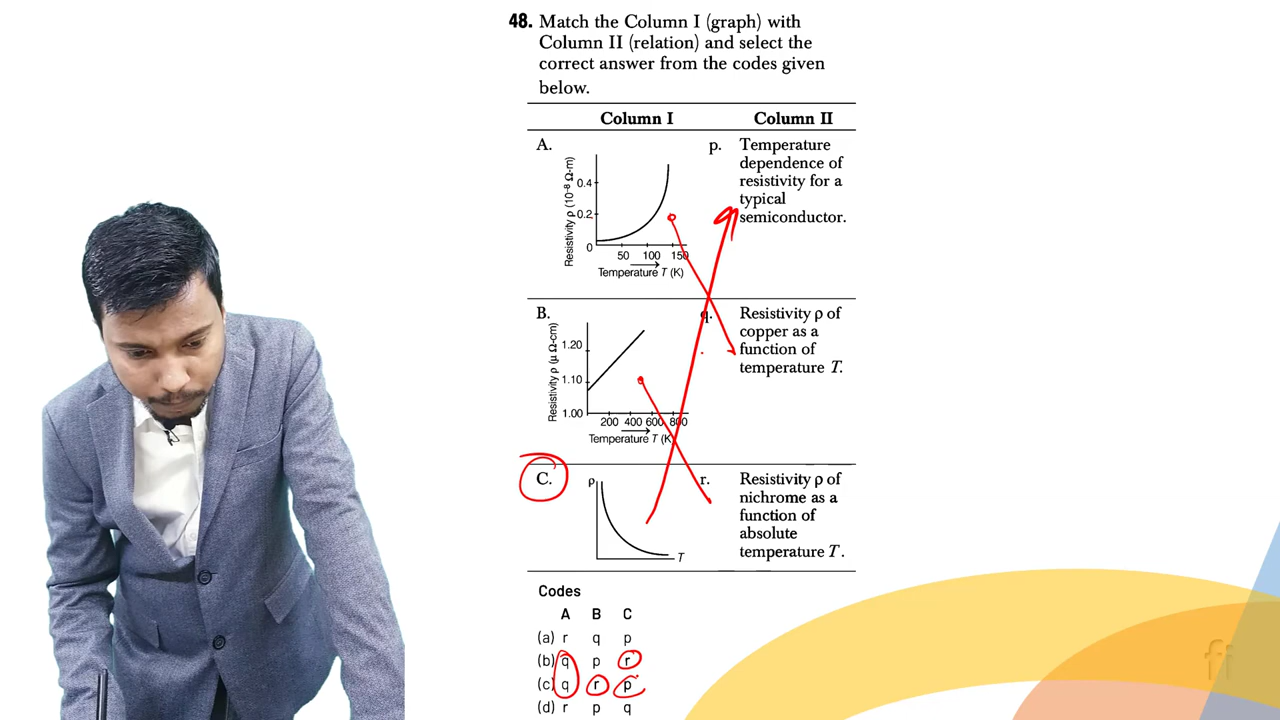 48. Match the Column I (graph) with
Column II (relation) and select the
correct answer from the codes given
below.
Column I Column II
A.
Resistivity ρ (10⁻⁸ Ω-m)
0.4
0.2
0
50 100 150
Temperature T (K)
p. Temperature
dependence of
resistivity for a
typical
semiconductor.
B.
Resistivity ρ (μ Ω-cm)
1.20
1.10
1.00
200 400 600 800
Temperature T (K)
q. Resistivity ρ of
copper as a
function of
temperature T.
C.
ρ
T
r. Resistivity ρ of
nichrome as a
function of
absolute
temperature T.
Codes
A B C
(a) r q p
(b) q p r
(c) q r p
(d) r p q